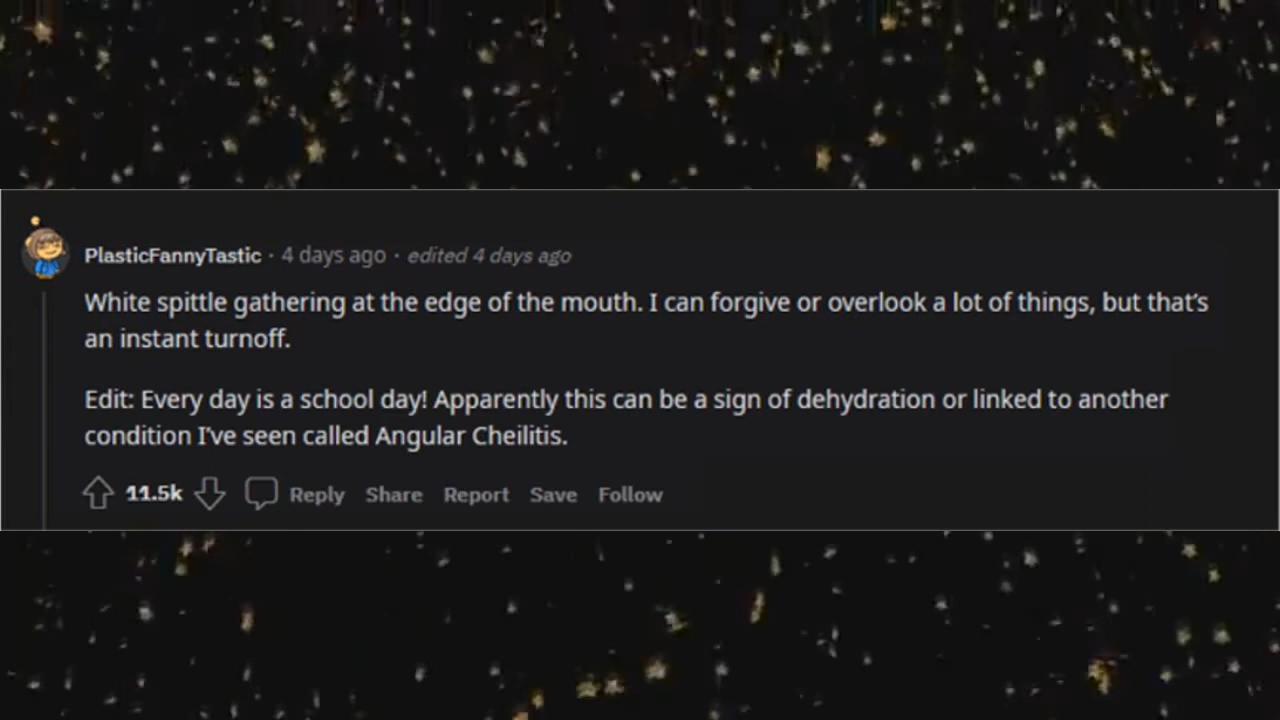 PlasticFannyTastic · 4 days ago · edited 4 days ago
White spittle gathering at the edge of the mouth. I can forgive or overlook a lot of things, but that's
an instant turnoff.
Edit: Every day is a school day! Apparently this can be a sign of dehydration or linked to another
condition I've seen called Angular Cheilitis.
11.5k Reply Share Report Save Follow